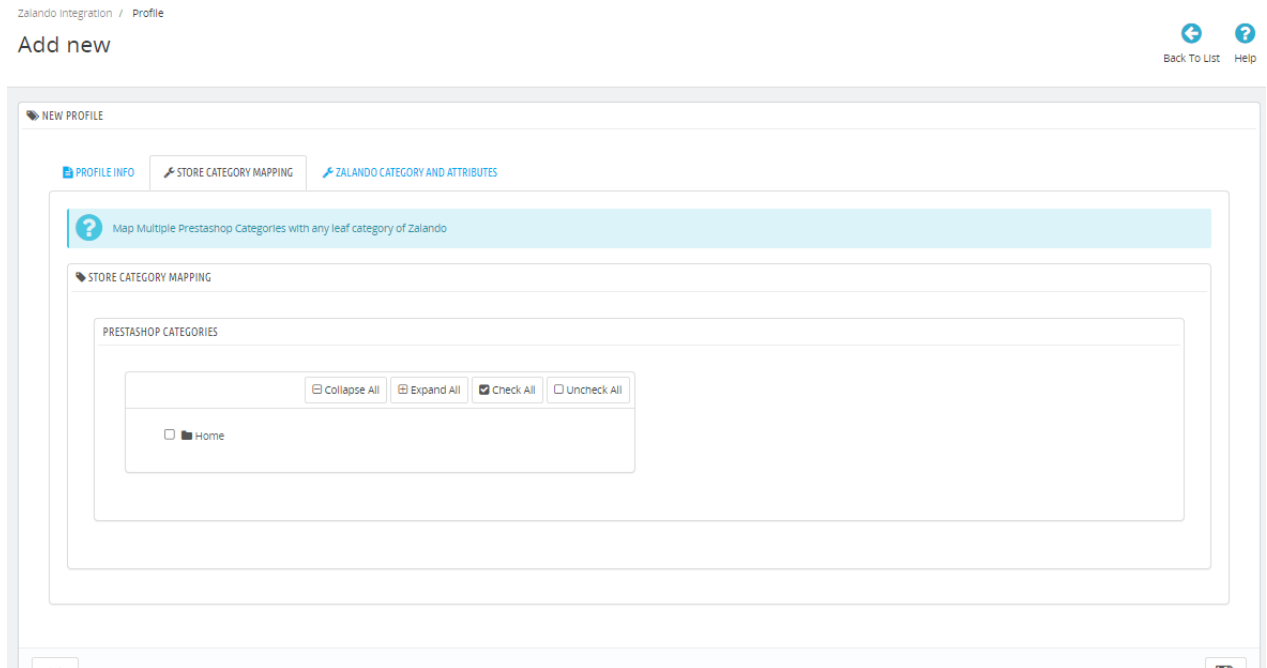 Zalando Integration / Profile
Add new
Back To List Help
NEW PROFILE
PROFILE INFO STORE CATEGORY MAPPING ZALANDO CATEGORY AND ATTRIBUTES
Map Multiple Prestashop Categories with any leaf category of Zalando
STORE CATEGORY MAPPING
PRESTASHOP CATEGORIES
Collapse All Expand All Check All Uncheck All
Home